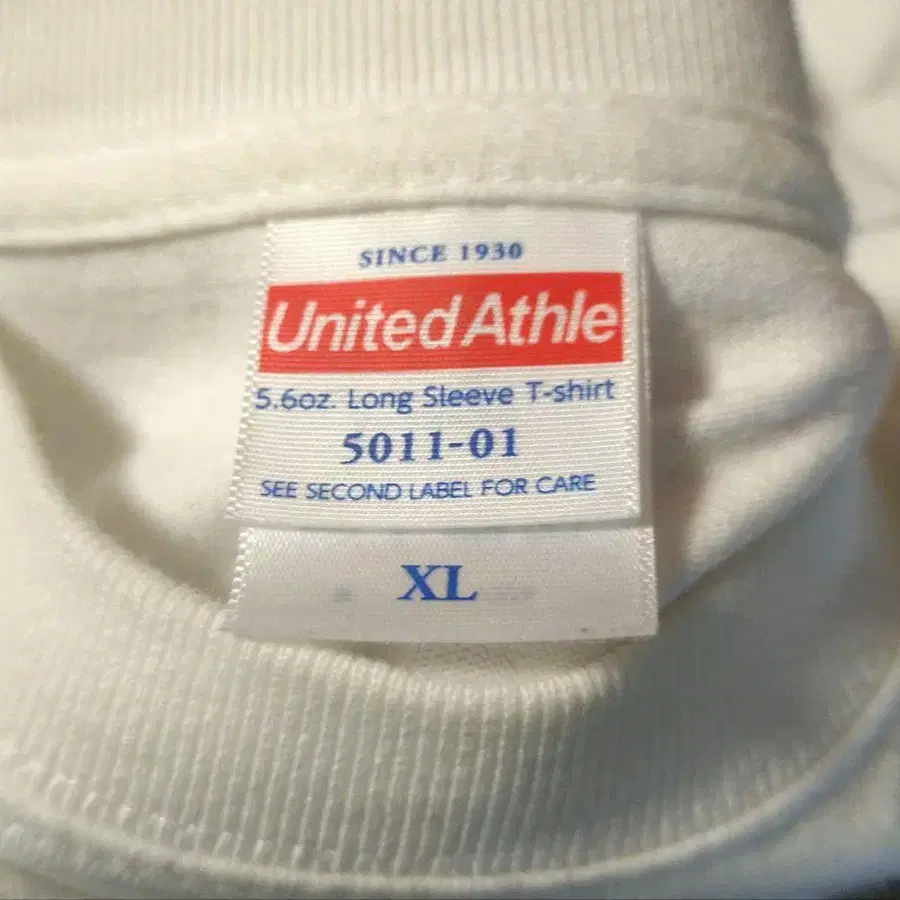 SINCE 1930
United Athle
5.6oz. Long Sleeve T-shirt
5011-01
SEE SECOND LABEL FOR CARE
XL